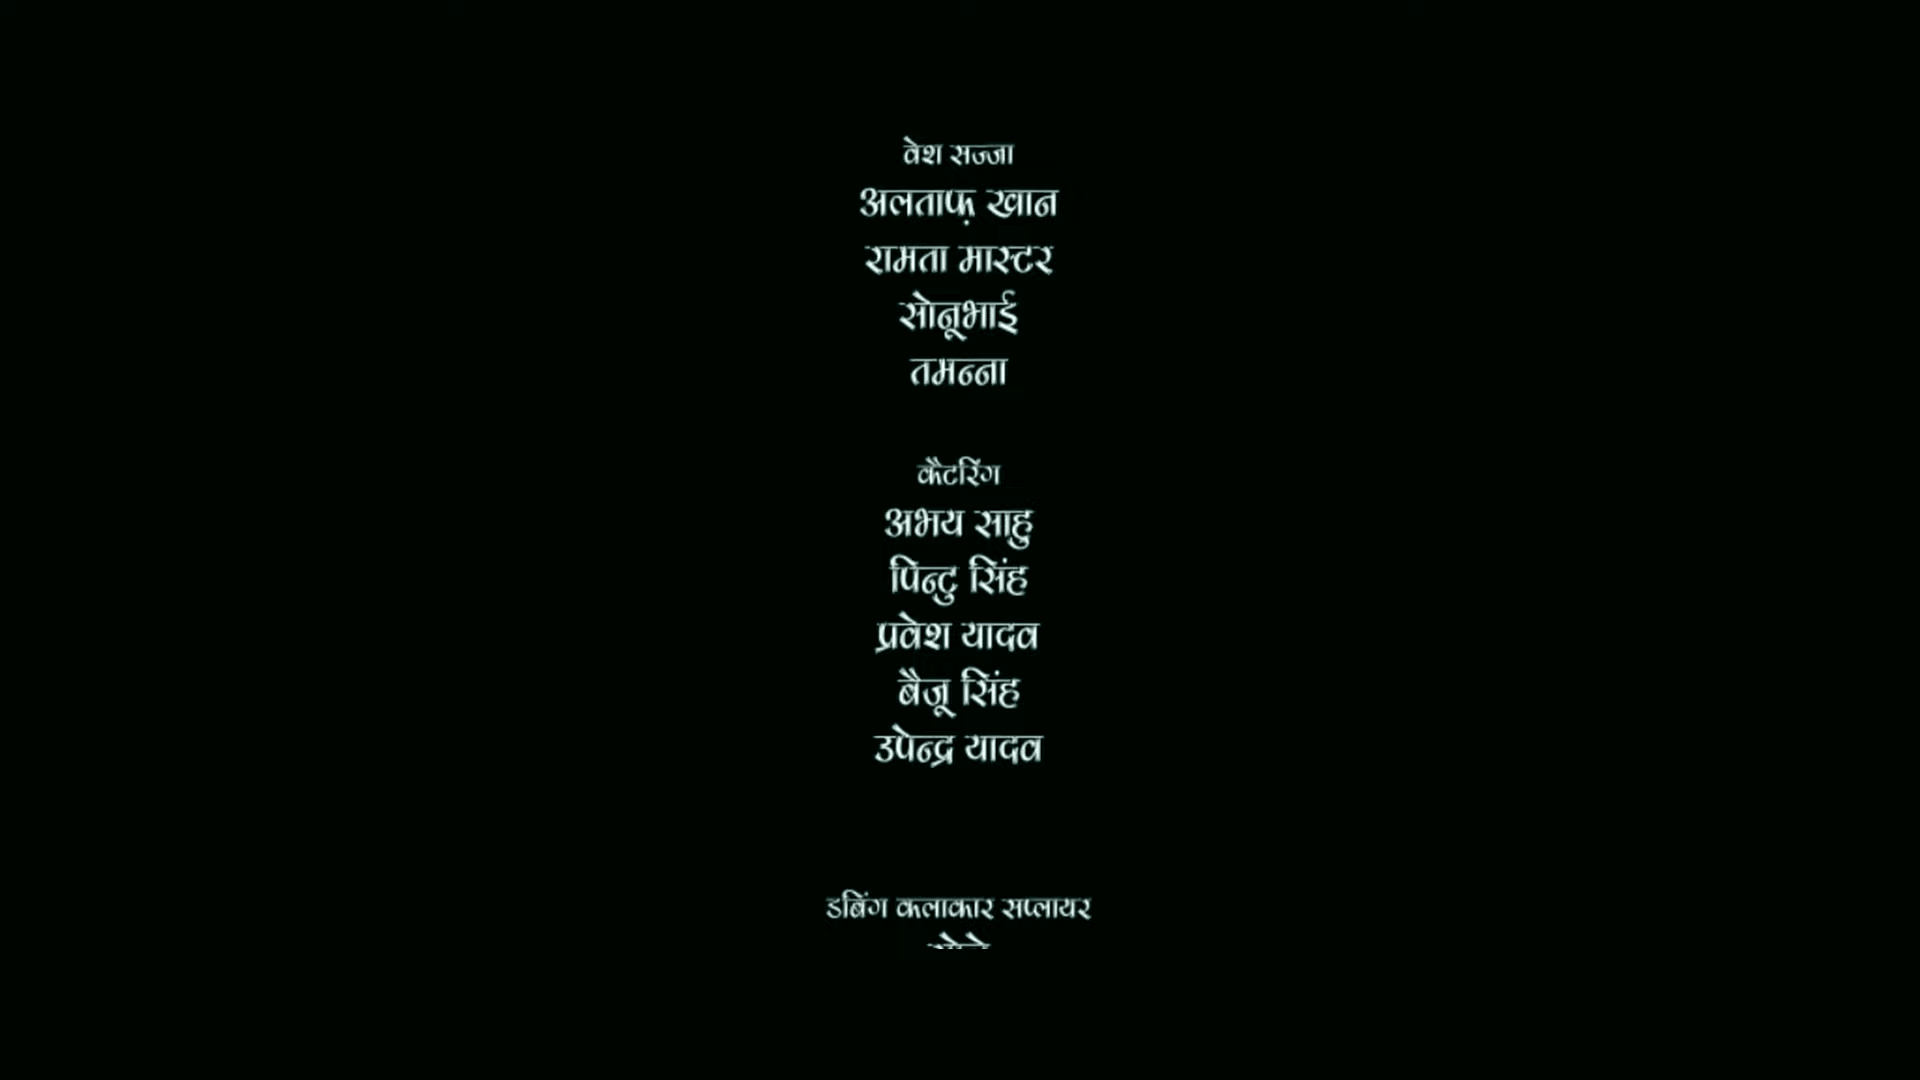 वेश सज्जा
अलताफ़ खान
रामता मास्टर
सोनूभाई
तमन्ना
कैटरिंग
अभय साहु
पिन्टु सिंह
प्रवेश यादव
बैजू सिंह
उपेन्द्र यादव
डबिंग कलाकार सप्लायर